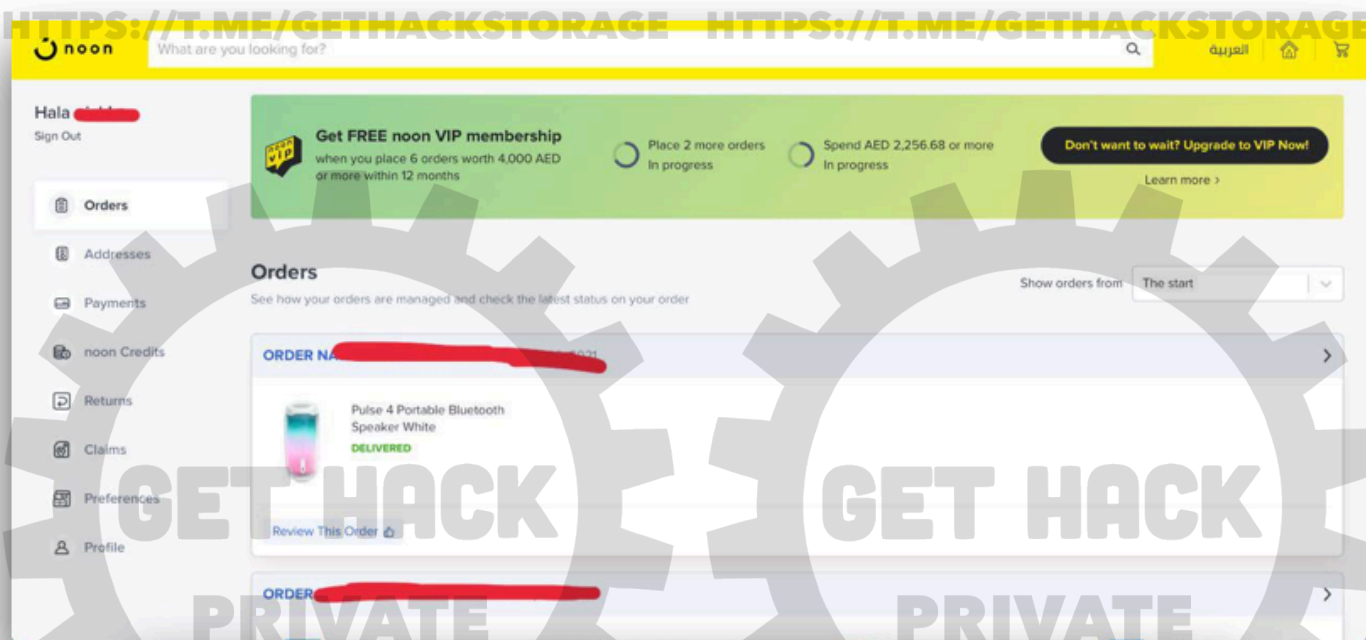 HTTPS://T.ME/GETHACKSTORAGE HTTPS://T.ME/GETHACKSTORAGE
noon
What are you looking for?
العربية
Hala
Sign Out
noon vip
Get FREE noon VIP membership
when you place 6 orders worth 4,000 AED
or more within 12 months
Place 2 more orders
In progress
Spend AED 2,256.68 or more
In progress
Don't want to wait? Upgrade to VIP Now!
Learn more >
Orders
Addresses
Payments
noon Credits
Returns
Claims
Preferences
Profile
Orders
See how your orders are managed and check the latest status on your order
Show orders from
The start
ORDER
Pulse 4 Portable Bluetooth
Speaker White
DELIVERED
Review This Order
ORDER
GET HACK GET HACK
PRIVATE PRIVATE